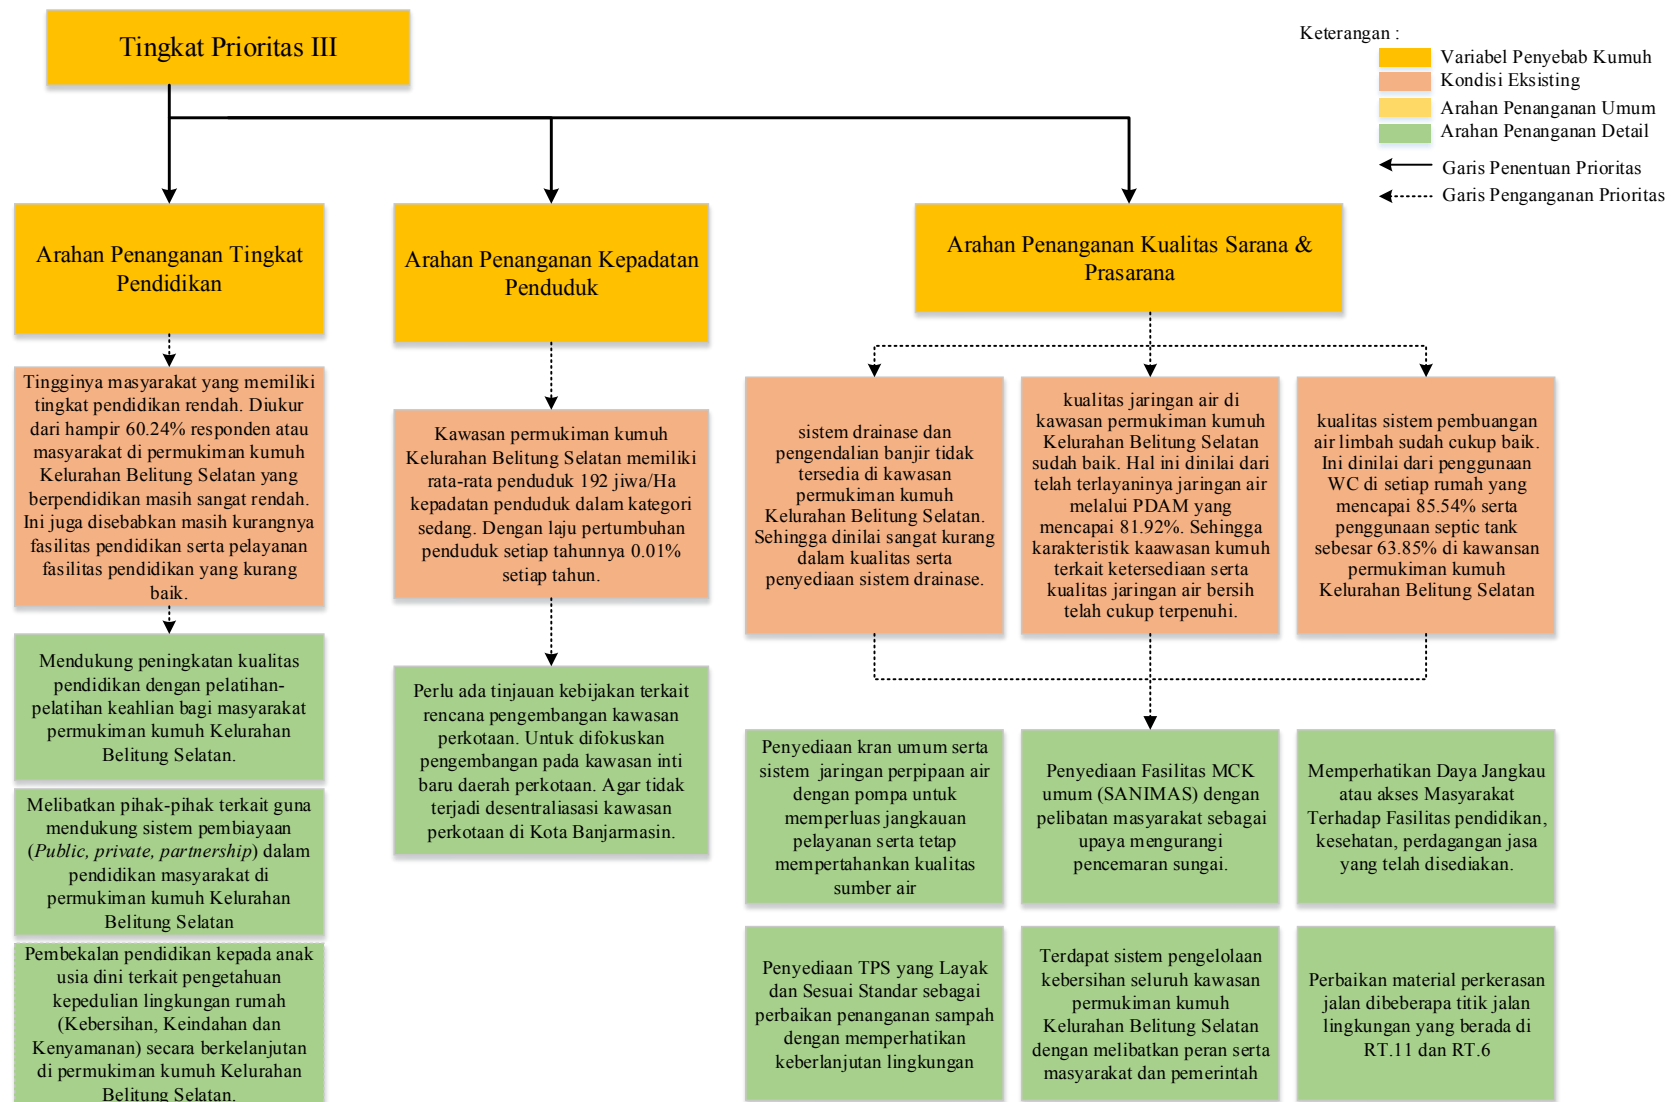 Tingkat Prioritas III
Keterangan :
Variabel Penyebab Kumuh
Kondisi Eksisting
Arahan Penanganan Umum
Arahan Penanganan Detail
Garis Penentuan Prioritas
Garis Penganganan Prioritas
Arahan Penanganan Tingkat
Pendidikan
Arahan Penanganan Kepadatan
Penduduk
Arahan Penanganan Kualitas Sarana &
Prasarana
Tingginya masyarakat yang memiliki
tingkat pendidikan rendah. Diukur
dari hampir 60.24% responden atau
masyarakat di permukiman kumuh
Kelurahan Belitung Selatan yang
berpendidikan masih sangat rendah.
Ini juga disebabkan masih kurangnya
fasilitas pendidikan serta pelayanan
fasilitas pendidikan yang kurang
baik.
Kawasan permukiman kumuh
Kelurahan Belitung Selatan memiliki
rata-rata penduduk 192 jiwa/Ha
kepadatan penduduk dalam kategori
sedang. Dengan laju pertumbuhan
penduduk setiap tahunnya 0.01%
setiap tahun.
sistem drainase dan
pengendalian banjir tidak
tersedia di kawasan
permukiman kumuh
Kelurahan Belitung Selatan.
Sehingga dinilai sangat kurang
dalam kualitas serta
penyediaan sistem drainase.
kualitas jaringan air di
kawasan permukiman kumuh
Kelurahan Belitung Selatan
sudah baik. Hal ini dinilai dari
telah terlayaninya jaringan air
melalui PDAM yang
mencapai 81.92%. Sehingga
karakteristik kaawasan kumuh
terkait ketersediaan serta
kualitas jaringan air bersih
telah cukup terpenuhi.
kualitas sistem pembuangan
air limbah sudah cukup baik.
Ini dinilai dari penggunaan
WC di setiap rumah yang
mencapai 85.54% serta
penggunaan septic tank
sebesar 63.85% di kawansan
permukiman kumuh
Kelurahan Belitung Selatan
Mendukung peningkatan kualitas
pendidikan dengan pelatihan-
pelatihan keahlian bagi masyarakat
permukiman kumuh Kelurahan
Belitung Selatan.
Melibatkan pihak-pihak terkait guna
mendukung sistem pembiayaan
(Public, private, partnership) dalam
pendidikan masyarakat di
permukiman kumuh Kelurahan
Belitung Selatan
Pembekalan pendidikan kepada anak
usia dini terkait pengetahuan
kepedulian lingkungan rumah
(Kebersihan, Keindahan dan
Kenyamanan) secara berkelanjutan
di permukiman kumuh Kelurahan
Belitung Selatan.
Perlu ada tinjauan kebijakan terkait
rencana pengembangan kawasan
perkotaan. Untuk difokuskan
pengembangan pada kawasan inti
baru daerah perkotaan. Agar tidak
terjadi desentraliasasi kawasan
perkotaan di Kota Banjarmasin.
Penyediaan kran umum serta
sistem jaringan perpipaan air
dengan pompa untuk
memperluas jangkauan
pelayanan serta tetap
mempertahankan kualitas
sumber air
Penyediaan Fasilitas MCK
umum (SANIMAS) dengan
pelibatan masyarakat sebagai
upaya mengurangi
pencemaran sungai.
Memperhatikan Daya Jangkau
atau akses Masyarakat
Terhadap Fasilitas pendidikan,
kesehatan, perdagangan jasa
yang telah disediakan.
Penyediaan TPS yang Layak
dan Sesuai Standar sebagai
perbaikan penanganan sampah
dengan memperhatikan
keberlanjutan lingkungan
Terdapat sistem pengelolaan
kebersihan seluruh kawasan
permukiman kumuh
Kelurahan Belitung Selatan
dengan melibatkan peran serta
masyarakat dan pemerintah
Perbaikan material perkerasan
jalan dibeberapa titik jalan
lingkungan yang berada di
RT.11 dan RT.6